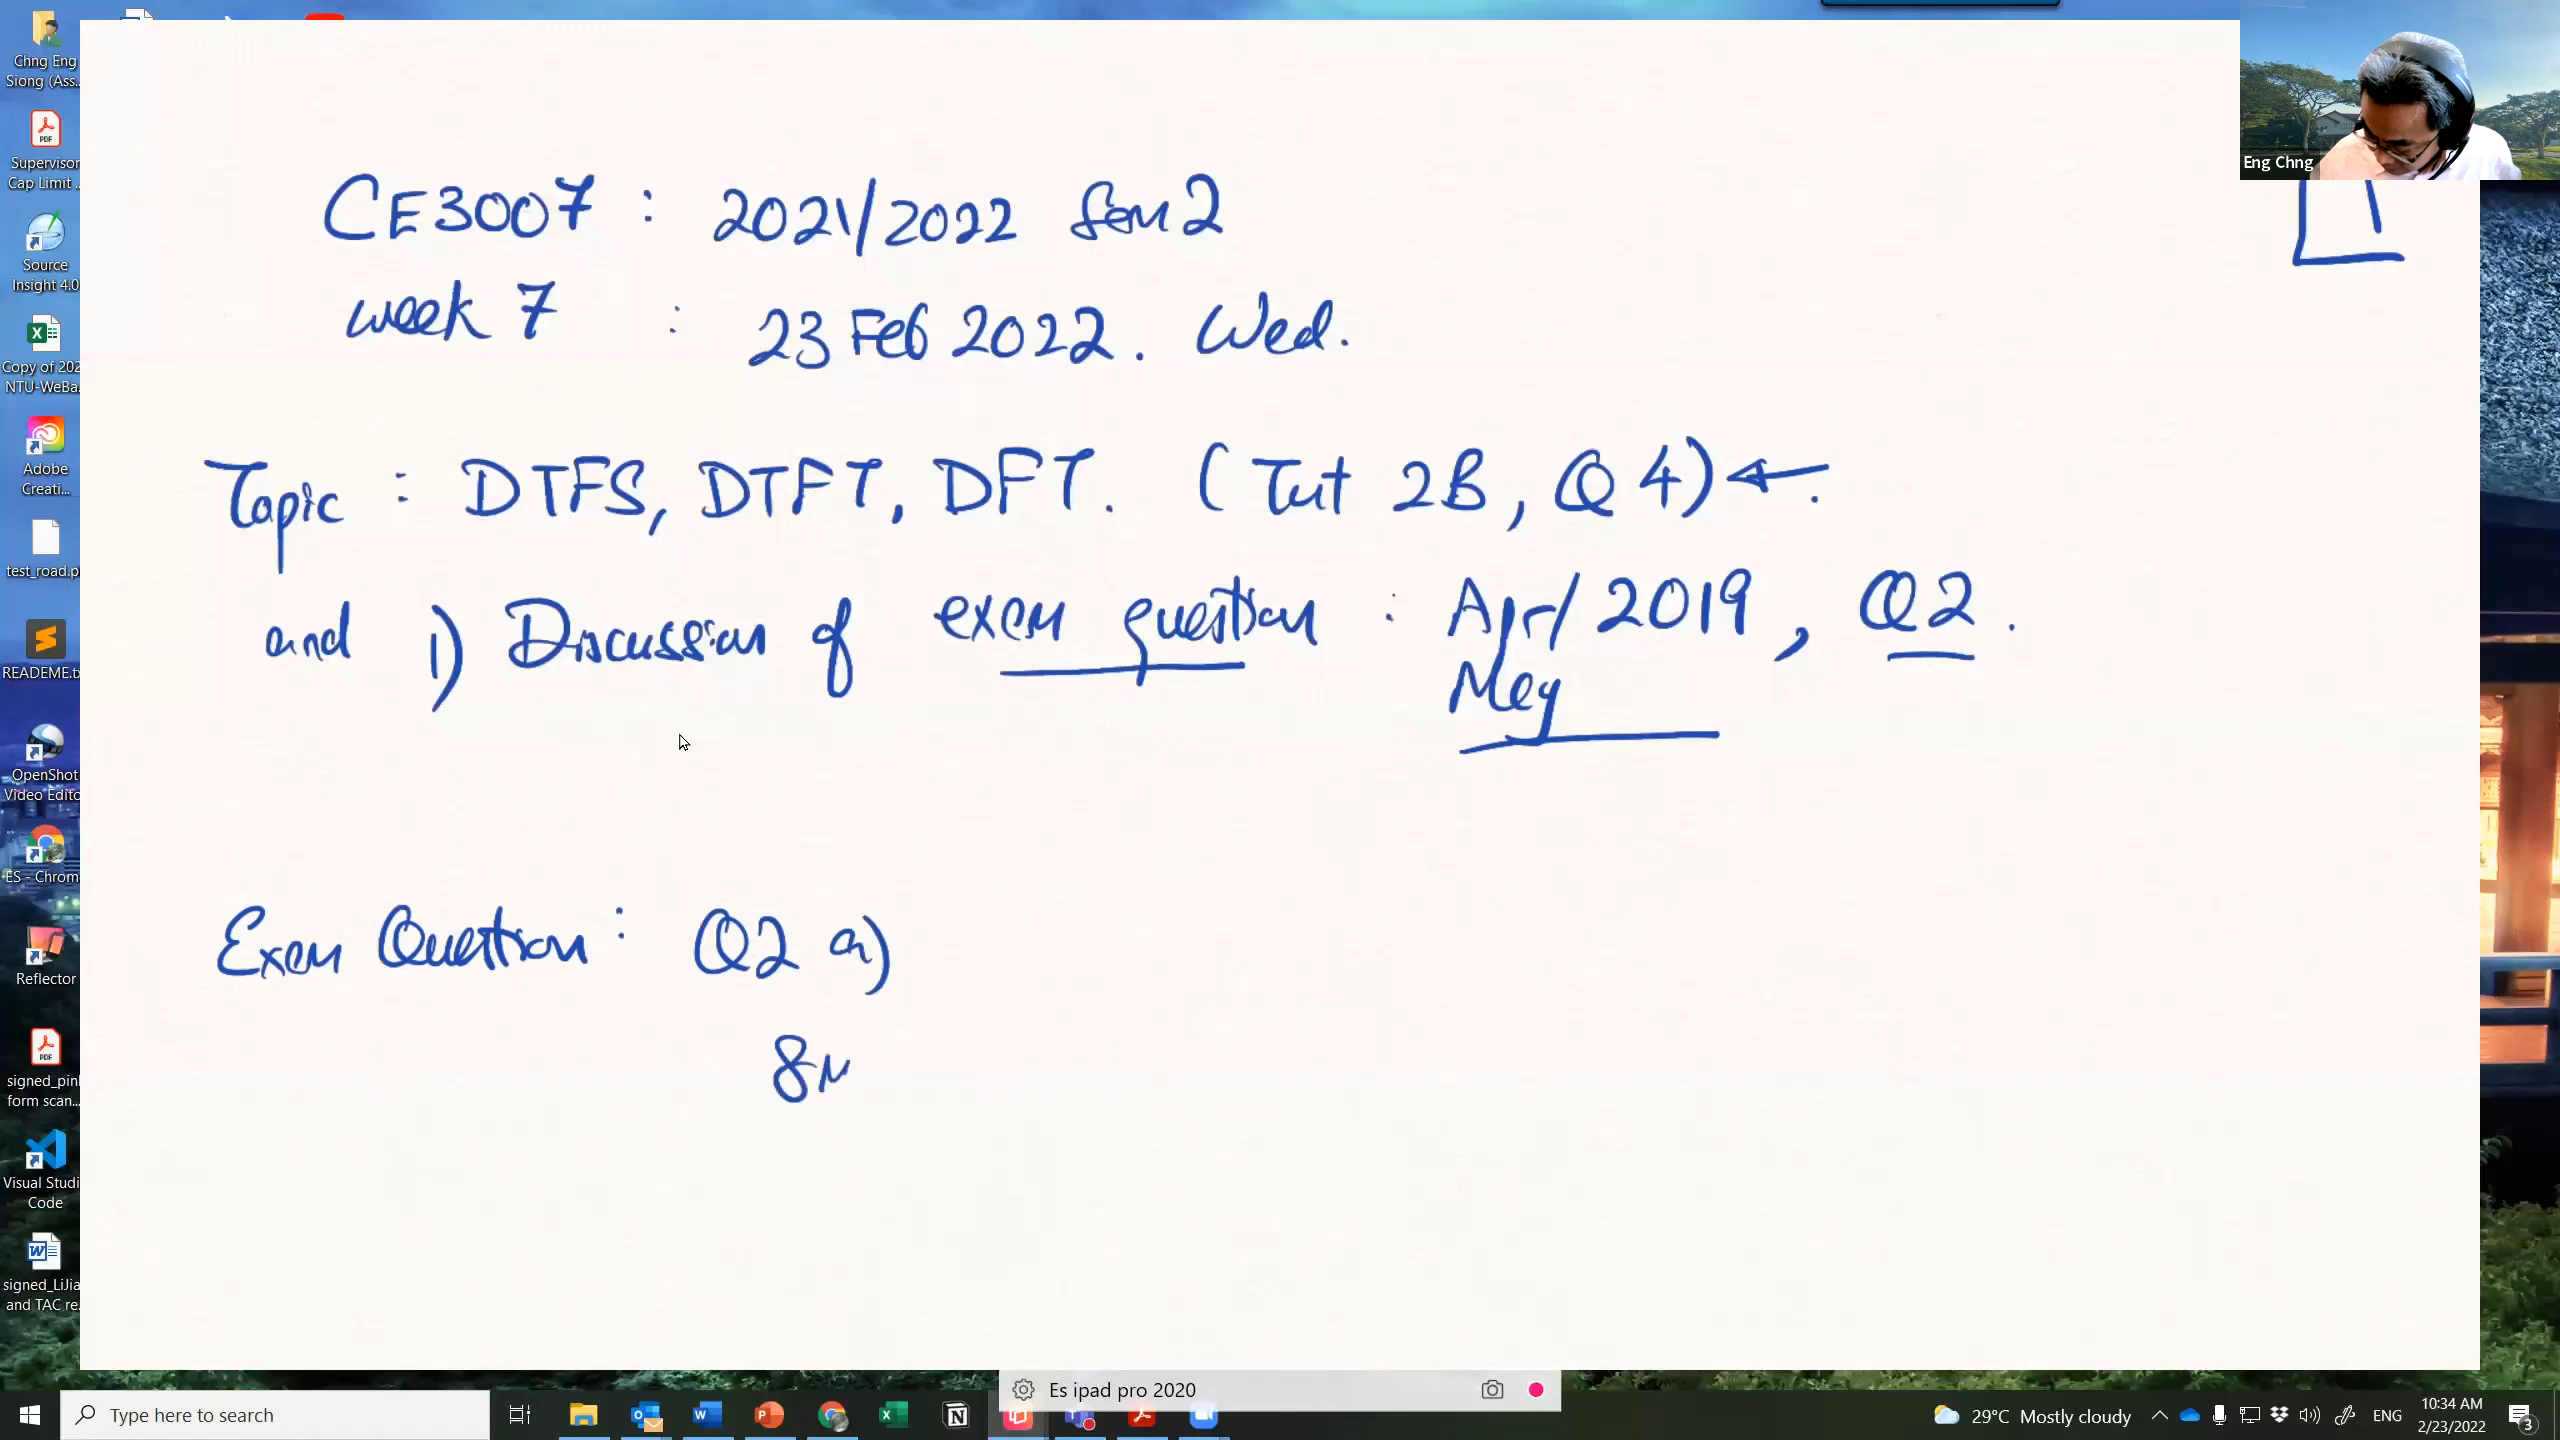 Chng Eng
Siong (Ass...
Supervisor
Cap Limit ...
Source
Insight 4.0
Copy of 202
NTU-WeBa...
Adobe
Creati...
test_road.p
README.tx
OpenShot
Video Edito
ES - Chrom
Reflector
signed_pinl
form scan...
Visual Studi
Code
signed_LiJia
and TAC re...
Eng Chng
CE3007 : 2021/2022 Sem 2
week 7 : 23 Feb 2022. Wed.
Topic : DTFS, DTFT, DFT. (Tut 2B, Q4) ←.
and 1) Discussion of exam question : Apr/ 2019, Q2.
May
Exam Question : Q2 a)
8m
Es ipad pro 2020
Type here to search
29°C Mostly cloudy
ENG
10:34 AM
2/23/2022
3